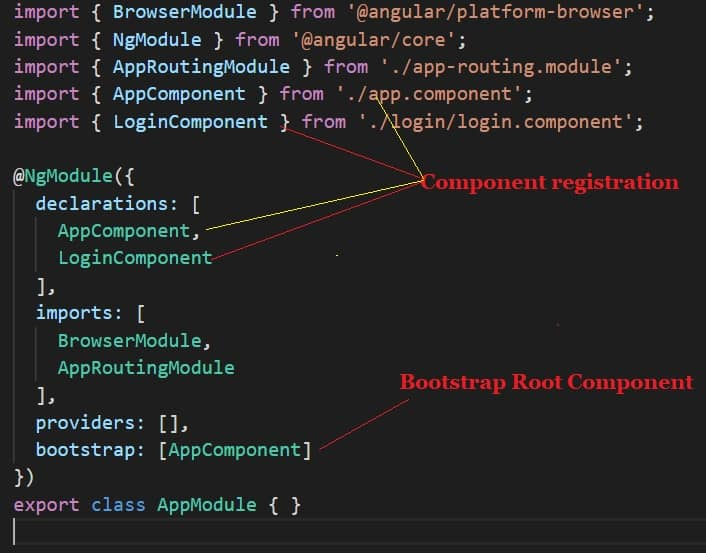 import { BrowserModule } from '@angular/platform-browser';
import { NgModule } from '@angular/core';
import { AppRoutingModule } from './app-routing.module';
import { AppComponent } from './app.component';
import { LoginComponent } from './login/login.component';
@NgModule({
Component registration
  declarations: [
    AppComponent,
    LoginComponent
  ],
  imports: [
    BrowserModule,
    AppRoutingModule
Bootstrap Root Component
  ],
  providers: [],
  bootstrap: [AppComponent]
})
export class AppModule { }